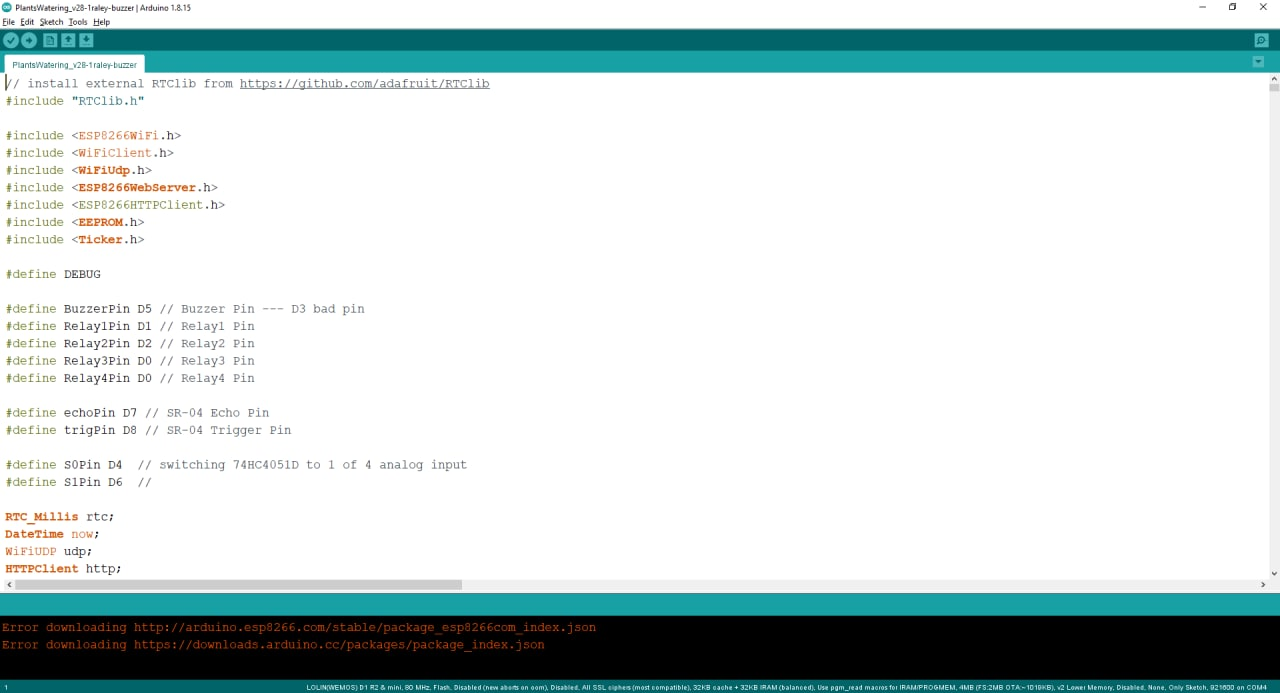 PlantsWatering_v28-1raley-buzzer | Arduino 1.8.15
File Edit Sketch Tools Help
PlantsWatering_v28-1raley-buzzer
// install external RTClib from https://github.com/adafruit/RTClib
#include "RTClib.h"
#include <ESP8266WiFi.h>
#include <WiFiClient.h>
#include <WiFiUdp.h>
#include <ESP8266WebServer.h>
#include <ESP8266HTTPClient.h>
#include <EEPROM.h>
#include <Ticker.h>
#define DEBUG
#define BuzzerPin D5 // Buzzer Pin --- D3 bad pin
#define Relay1Pin D1 // Relay1 Pin
#define Relay2Pin D2 // Relay2 Pin
#define Relay3Pin D0 // Relay3 Pin
#define Relay4Pin D0 // Relay4 Pin
#define echoPin D7 // SR-04 Echo Pin
#define trigPin D8 // SR-04 Trigger Pin
#define S0Pin D4  // switching 74HC4051D to 1 of 4 analog input
#define S1Pin D6  //
RTC_Millis rtc;
DateTime now;
WiFiUDP udp;
HTTPClient http;
Error downloading http://arduino.esp8266.com/stable/package_esp8266com_index.json
Error downloading https://downloads.arduino.cc/packages/package_index.json
1 LOLIN(WEMOS) D1 R2 & mini, 80 MHz, Flash, Disabled (new aborts on oom), Disabled, All SSL ciphers (most compatible), 32KB cache + 32KB IRAM (balanced), Use pgm_read macros for IRAM/PROGMEM, 4MB (FS:2MB OTA:~1019KB), v2 Lower Memory, Disabled, None, Only Sketch, 921600 on COM4